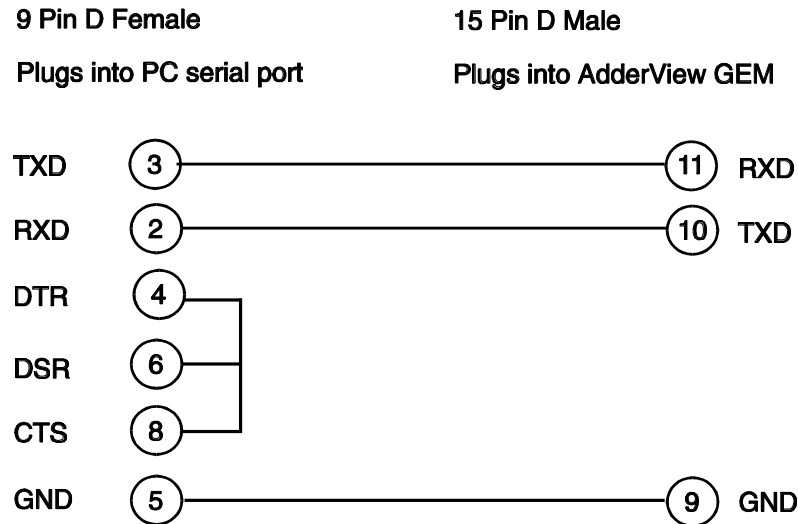 9 Pin D Female 15 Pin D Male
Plugs into PC serial port Plugs into AdderView GEM
TXD 3 11 RXD
RXD 2 10 TXD
DTR 4
DSR 6
CTS 8
GND 5 9 GND